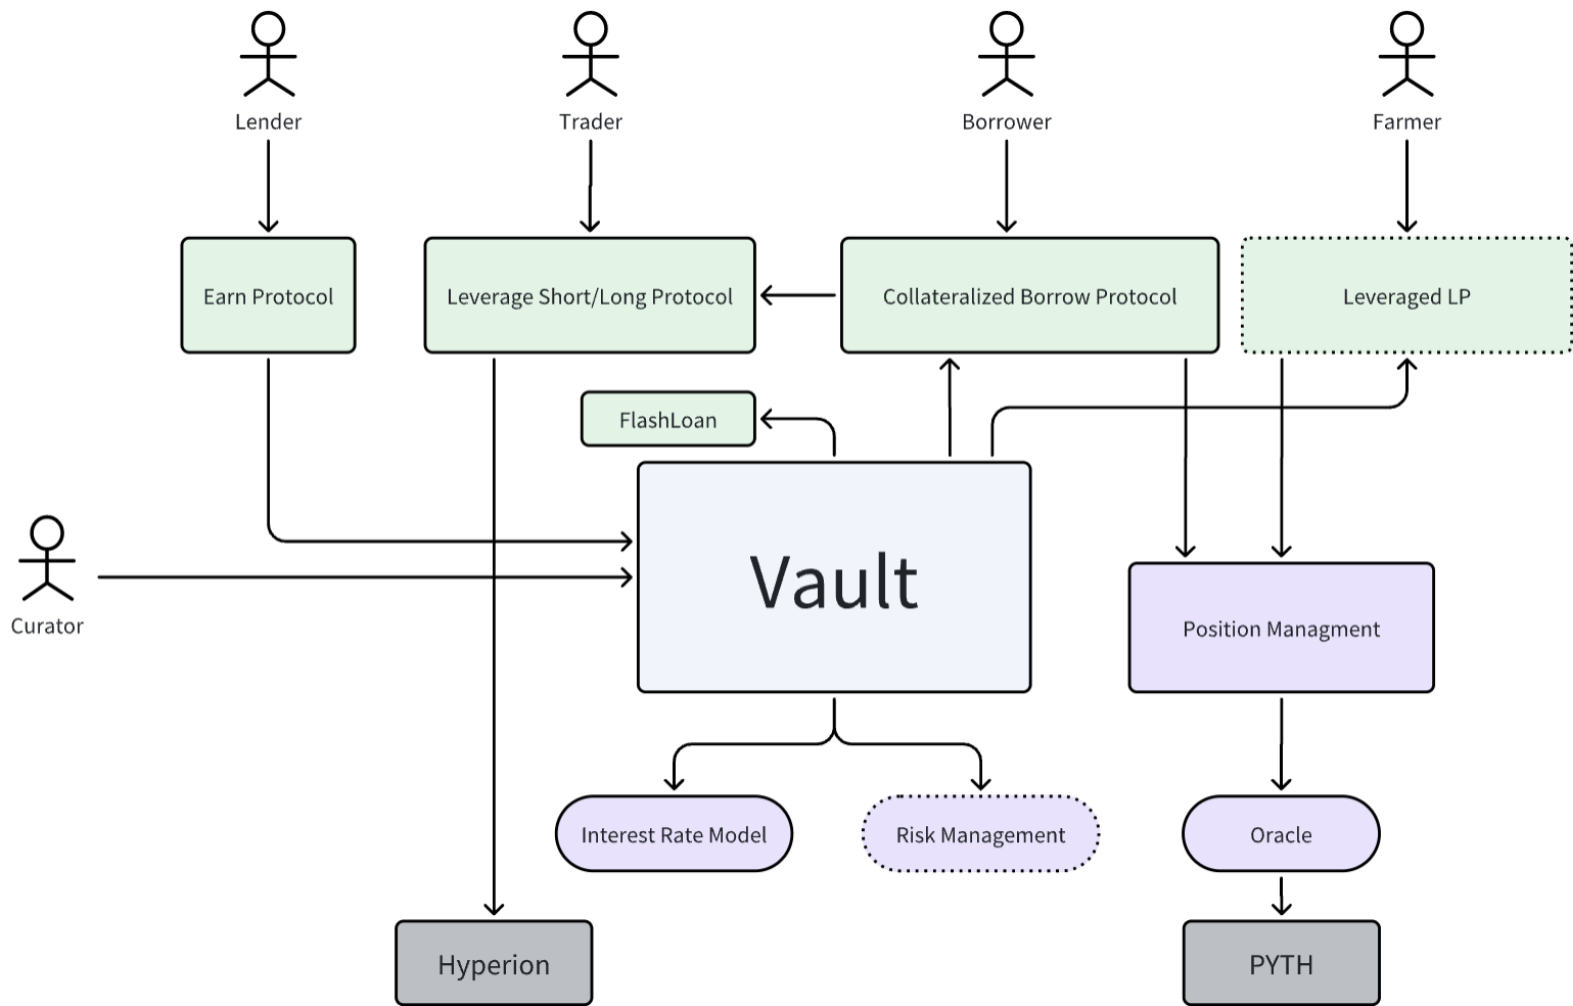 Lender
Trader
Borrower
Farmer
Earn Protocol
Leverage Short/Long Protocol
Collateralized Borrow Protocol
Leveraged LP
FlashLoan
Vault
Curator
Position Managment
Interest Rate Model
Risk Management
Oracle
Hyperion
PYTH